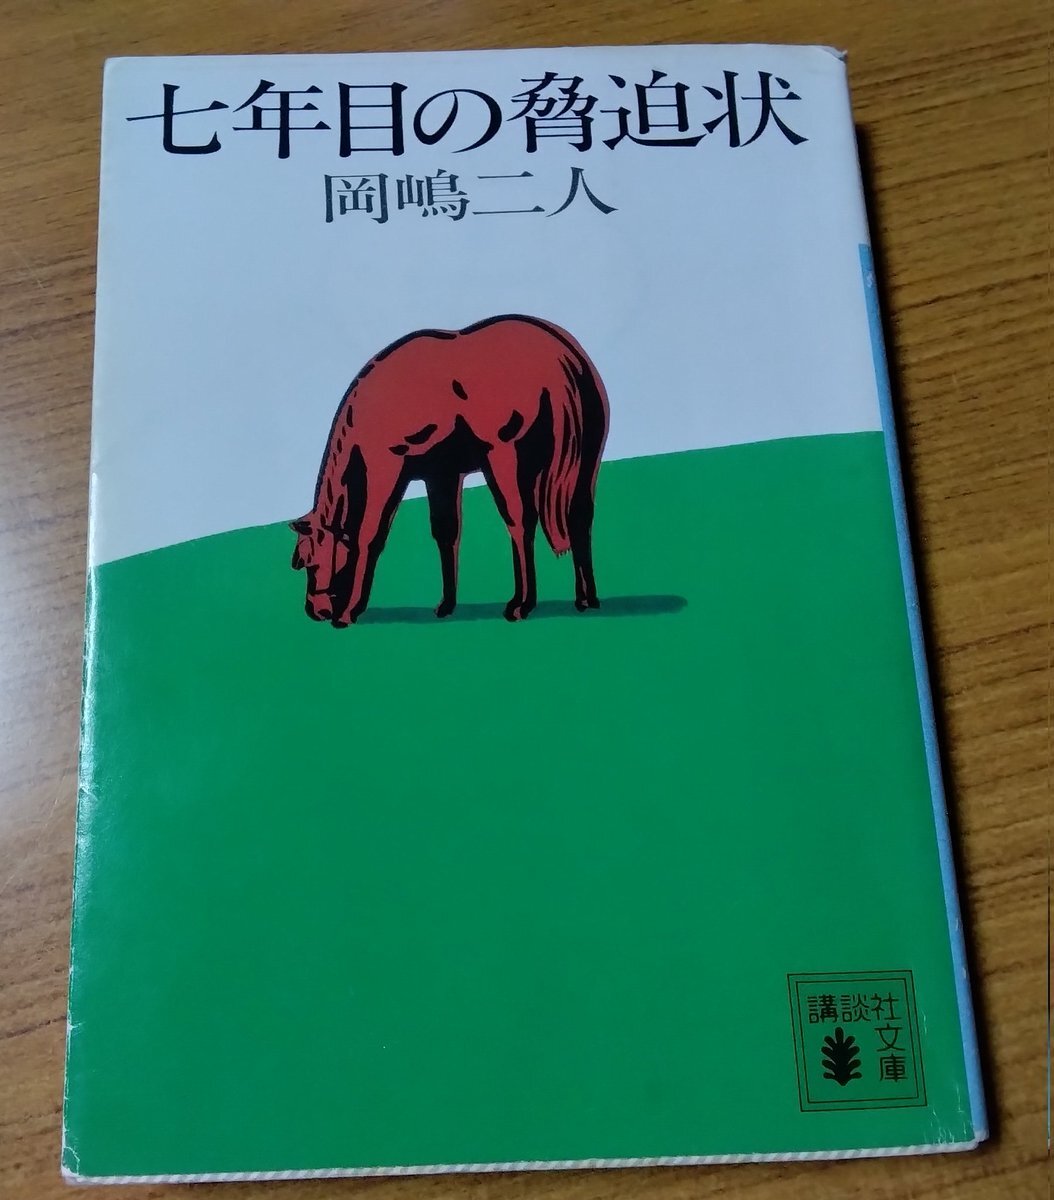 七年目の脅迫状
岡嶋二人
講談社
文庫